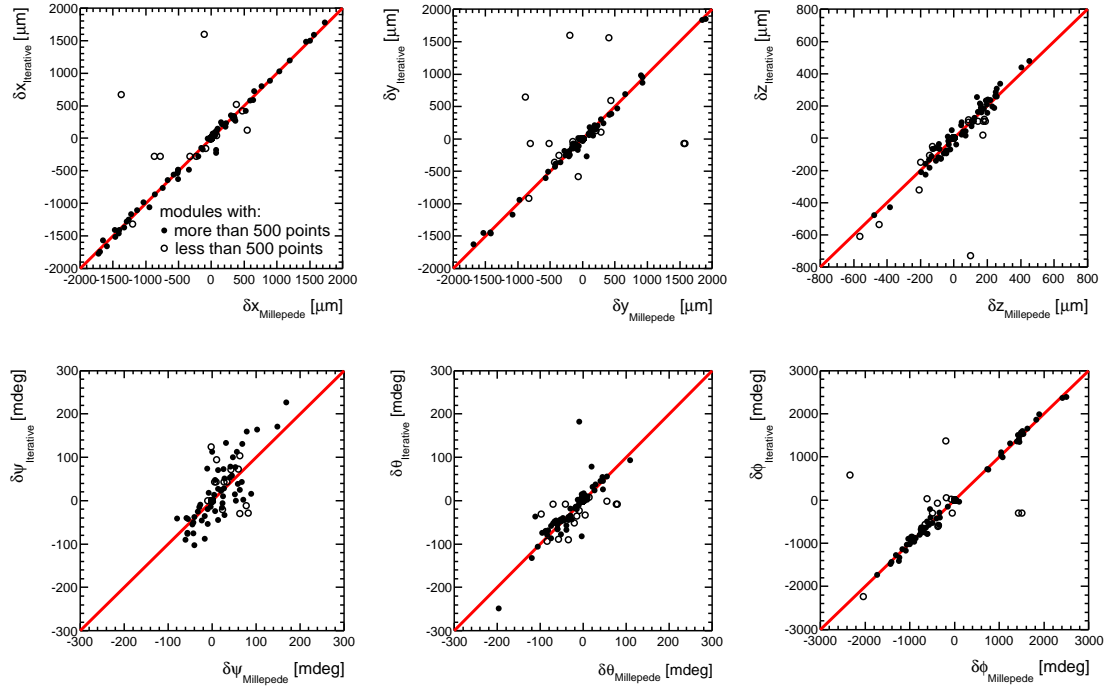 δx_Iterative [μm]
2000
1500
1000
500
0
-500
-1000
-1500
-2000
modules with:
more than 500 points
less than 500 points
-2000 -1500 -1000 -500 0 500 1000 1500 2000
δx_Millepede [μm]
δy_Iterative [μm]
2000
1500
1000
500
0
-500
-1000
-1500
-2000
-2000 -1500 -1000 -500 0 500 1000 1500 2000
δy_Millepede [μm]
δz_Iterative [μm]
800
600
400
200
0
-200
-400
-600
-800
-800 -600 -400 -200 0 200 400 600 800
δz_Millepede [μm]
δψ_Iterative [mdeg]
300
200
100
0
-100
-200
-300
-300 -200 -100 0 100 200 300
δψ_Millepede [mdeg]
δθ_Iterative [mdeg]
300
200
100
0
-100
-200
-300
-300 -200 -100 0 100 200 300
δθ_Millepede [mdeg]
δϕ_Iterative [mdeg]
3000
2000
1000
0
-1000
-2000
-3000
-3000 -2000 -1000 0 1000 2000 3000
δϕ_Millepede [mdeg]